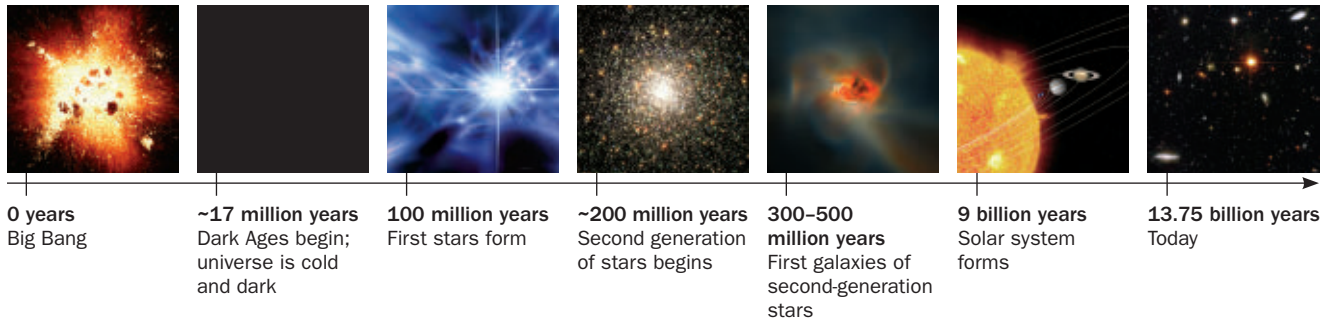 0 years
Big Bang
~17 million years
Dark Ages begin;
universe is cold
and dark
100 million years
First stars form
~200 million years
Second generation
of stars begins
300–500
million years
First galaxies of
second-generation
stars
9 billion years
Solar system
forms
13.75 billion years
Today